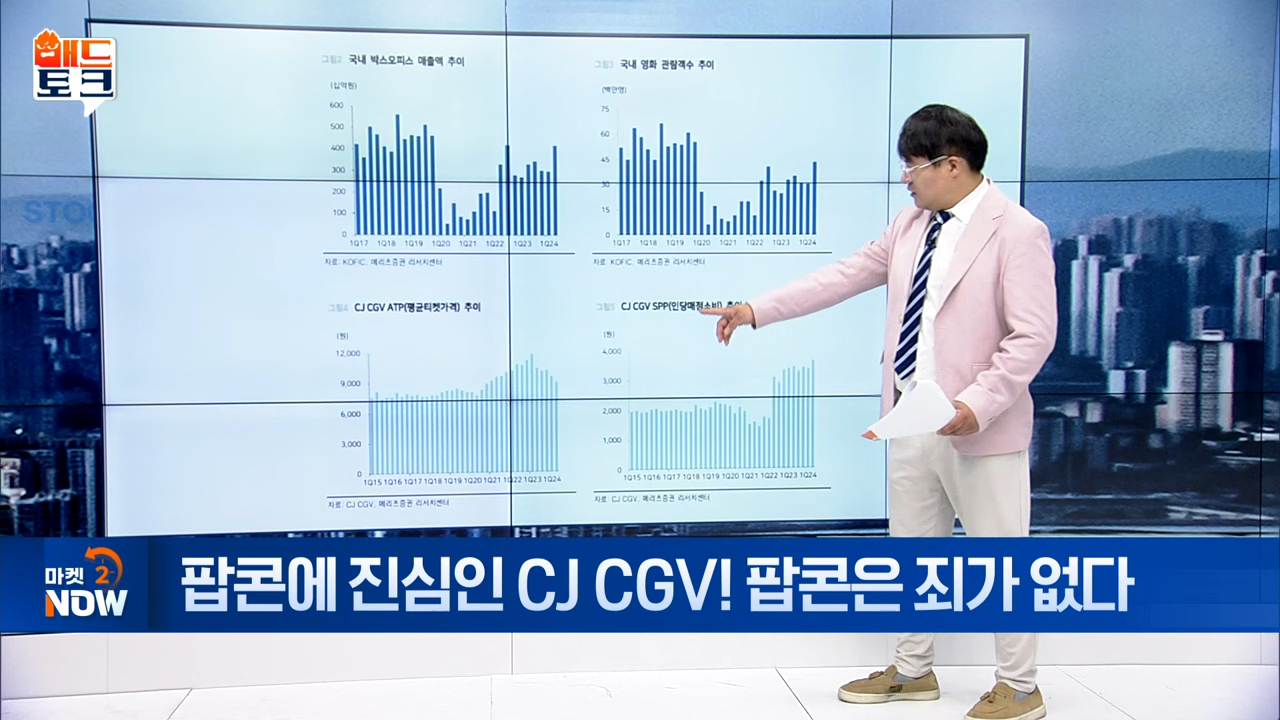 빼드
토크
STO
그림2 국내 박스오피스 매출액 추이
(십억원)
600
500
400
300
200
100
0
1Q17 1Q18 1Q19 1Q20 1Q21 1Q22 1Q23 1Q24
자료: KOFIC, 메리츠증권 리서치센터
그림3 국내 영화 관람객수 추이
(백만명)
75
60
45
30
15
0
1Q17 1Q18 1Q19 1Q20 1Q21 1Q22 1Q23 1Q24
자료: KOFIC, 메리츠증권 리서치센터
그림4 CJ CGV ATP(평균티켓가격) 추이
(원)
12,000
9,000
6,000
3,000
0
1Q15 1Q16 1Q17 1Q18 1Q19 1Q20 1Q21 1Q22 1Q23 1Q24
자료: CJ CGV, 메리츠증권 리서치센터
그림5 CJ CGV SPP(인당매점소비) 추이
(원)
4,000
3,000
2,000
1,000
0
1Q15 1Q16 1Q17 1Q18 1Q19 1Q20 1Q21 1Q22 1Q23 1Q24
자료: CJ CGV, 메리츠증권 리서치센터
마켓 2
NOW
팝콘에 진심인 CJ CGV! 팝콘은 죄가 없다